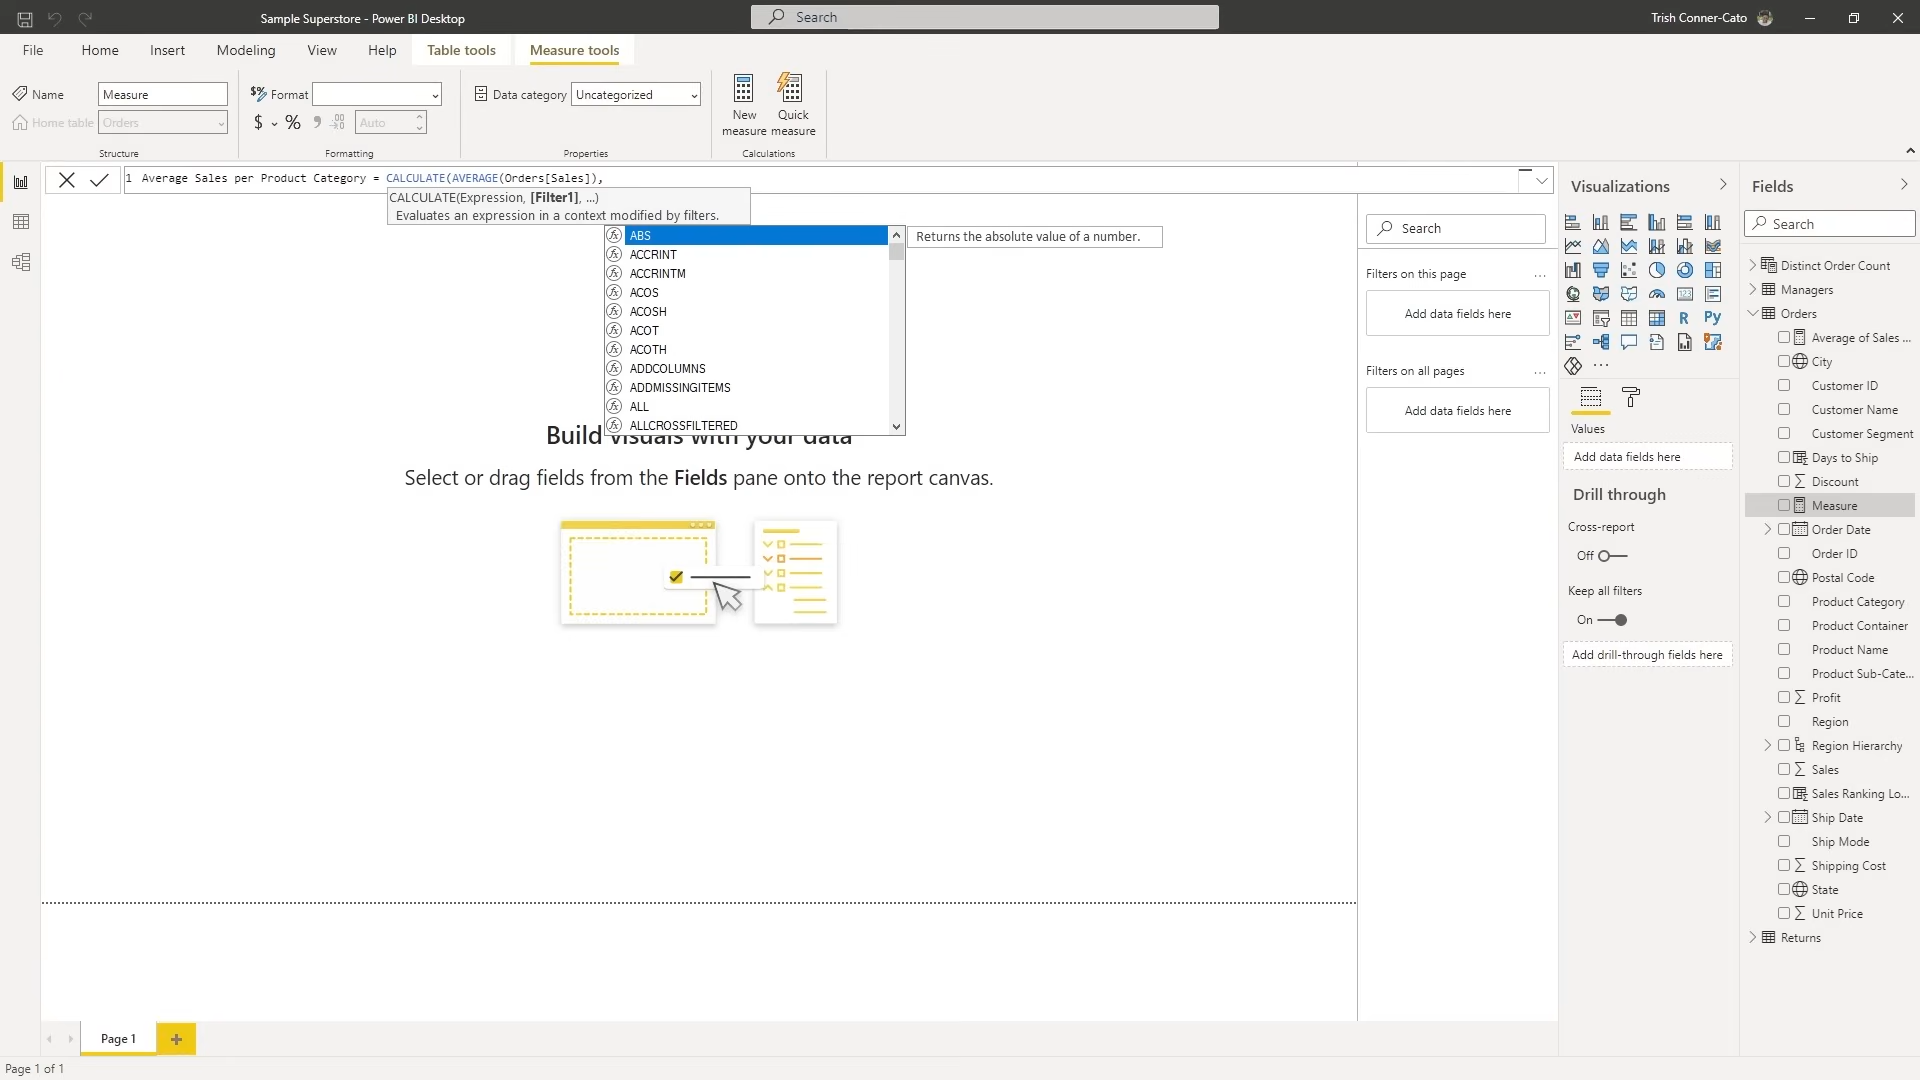 Sample Superstore - Power BI Desktop
Search
Trish Conner-Cato
File
Home
Insert
Modeling
View
Help
Table tools
Measure tools
Name
Measure
Home table
Orders
Structure
Format
$
%
Auto
Formatting
Data category
Uncategorized
Properties
New measure
Quick measure
Calculations
1 Average Sales per Product Category = CALCULATE(AVERAGE(Orders[Sales]),
CALCULATE(Expression, [Filter1], ...)
Evaluates an expression in a context modified by filters.
ABS
Returns the absolute value of a number.
ACCRINT
ACCRINTM
ACOS
ACOSH
ACOT
ACOTH
ADDCOLUMNS
ADDMISSINGITEMS
ALL
ALLCROSSFILTERED
Build visuals with your data
Select or drag fields from the Fields pane onto the report canvas.
Search
Filters on this page
...
Add data fields here
Filters on all pages
...
Add data fields here
Visualizations
R
Py
...
Values
Add data fields here
Drill through
Cross-report
Off
Keep all filters
On
Add drill-through fields here
Fields
Search
Distinct Order Count
Managers
Orders
Average of Sales ...
City
Customer ID
Customer Name
Customer Segment
Days to Ship
Discount
Measure
Order Date
Order ID
Postal Code
Product Category
Product Container
Product Name
Product Sub-Cate...
Profit
Region
Region Hierarchy
Sales
Sales Ranking Lo...
Ship Date
Ship Mode
Shipping Cost
State
Unit Price
Returns
Page 1
Page 1 of 1